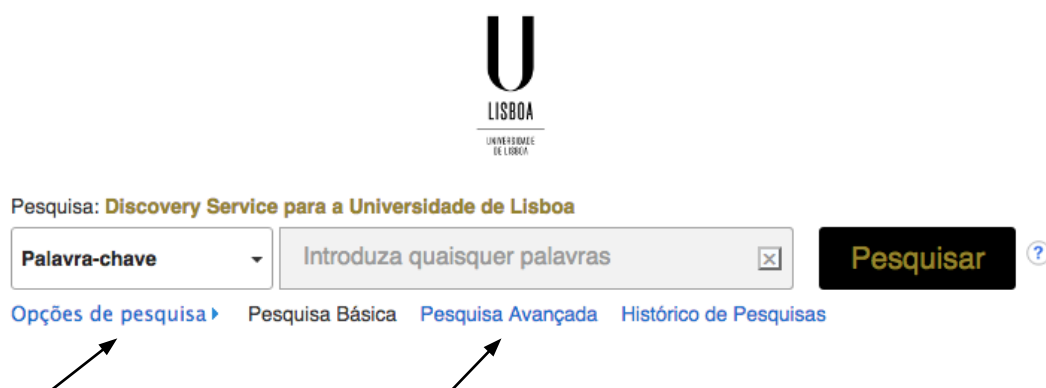 U
LISBOA
UNIVERSIDADE
DE LISBOA
Pesquisa: Discovery Service para a Universidade de Lisboa
Palavra-chave Introduza quaisquer palavras x Pesquisar ?
Opções de pesquisa Pesquisa Básica Pesquisa Avançada Histórico de Pesquisas